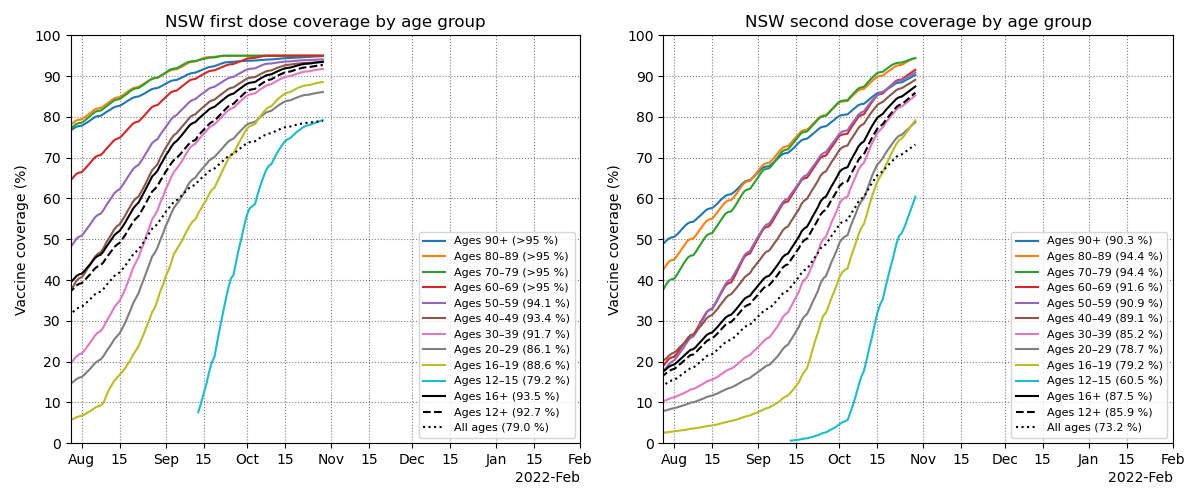 NSW first dose coverage by age group
100
90
80
70
60
50
40
30
20
10
0
Vaccine coverage (%)
Ages 90+ (>95 %)
Ages 80–89 (>95 %)
Ages 70–79 (>95 %)
Ages 60–69 (>95 %)
Ages 50–59 (94.1 %)
Ages 40–49 (93.4 %)
Ages 30–39 (91.7 %)
Ages 20–29 (86.1 %)
Ages 16–19 (88.6 %)
Ages 12–15 (79.2 %)
Ages 16+ (93.5 %)
Ages 12+ (92.7 %)
All ages (79.0 %)
Aug 15 Sep 15 Oct 15 Nov 15 Dec 15 Jan 15 Feb
2022-Feb
NSW second dose coverage by age group
100
90
80
70
60
50
40
30
20
10
0
Vaccine coverage (%)
Ages 90+ (90.3 %)
Ages 80–89 (94.4 %)
Ages 70–79 (94.4 %)
Ages 60–69 (91.6 %)
Ages 50–59 (90.9 %)
Ages 40–49 (89.1 %)
Ages 30–39 (85.2 %)
Ages 20–29 (78.7 %)
Ages 16–19 (79.2 %)
Ages 12–15 (60.5 %)
Ages 16+ (87.5 %)
Ages 12+ (85.9 %)
All ages (73.2 %)
Aug 15 Sep 15 Oct 15 Nov 15 Dec 15 Jan 15 Feb
2022-Feb